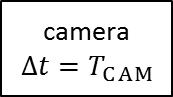 camera
Δt = T_CAM